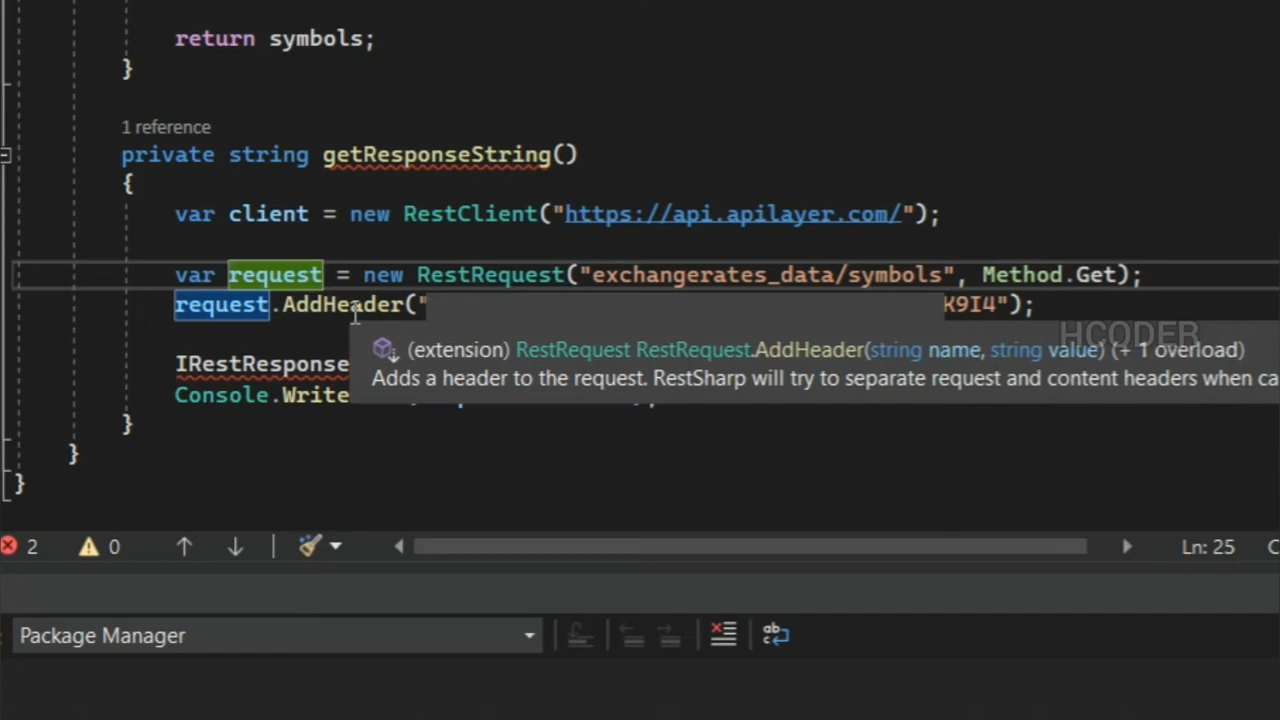 return symbols;
}
1 reference
private string getResponseString()
{
var client = new RestClient("https://api.apilayer.com/");
var request = new RestRequest("exchangerates_data/symbols", Method.Get);
request.AddHeader(" K9I4");
HCODER
(extension) RestRequest RestRequest.AddHeader(string name, string value) (+ 1 overload)
IRestResponse
Adds a header to the request. RestSharp will try to separate request and content headers when ca
Console.Write
}
}
}
2 0 Ln: 25
Package Manager